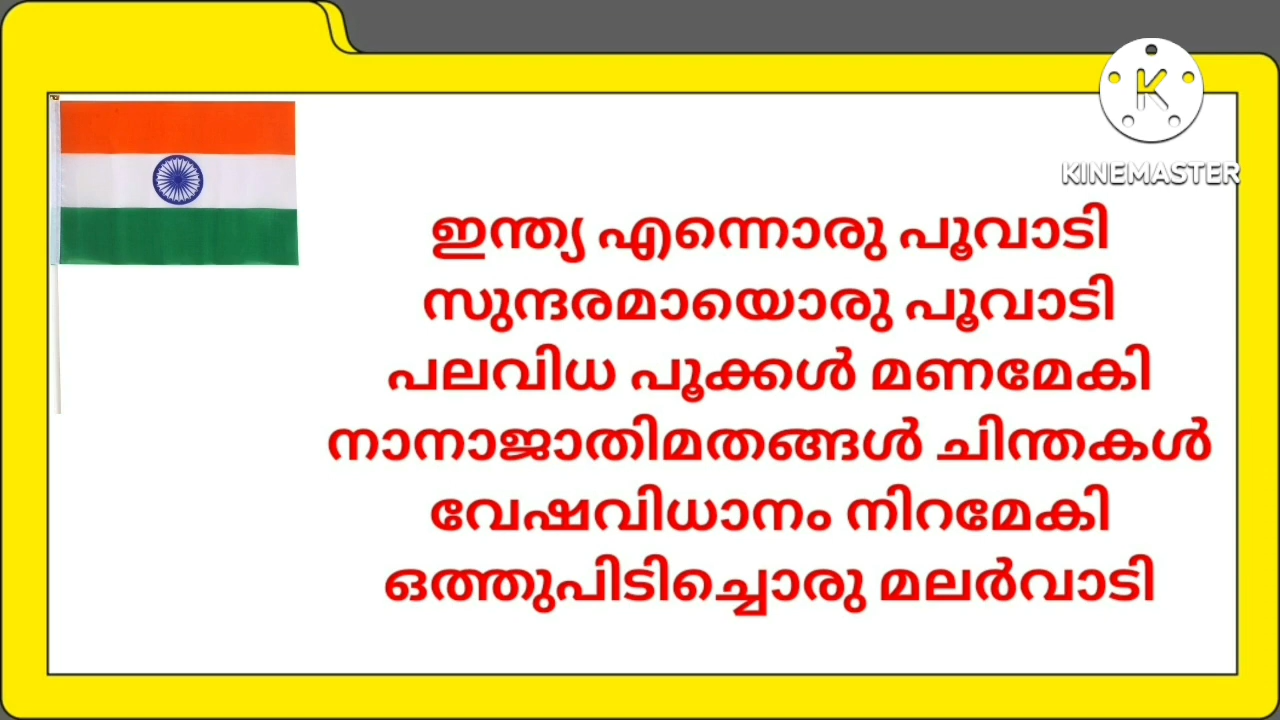 KINEMASTER
ഇന്ത്യ എന്നൊരു പൂവാടി
സുന്ദരമായൊരു പൂവാടി
പലവിധ പൂക്കൾ മണമേകി
നാനാജാതിമതങ്ങൾ ചിന്തകൾ
വേഷവിധാനം നിറമേകി
ഒത്തുപിടിച്ചൊരു മലർവാടി